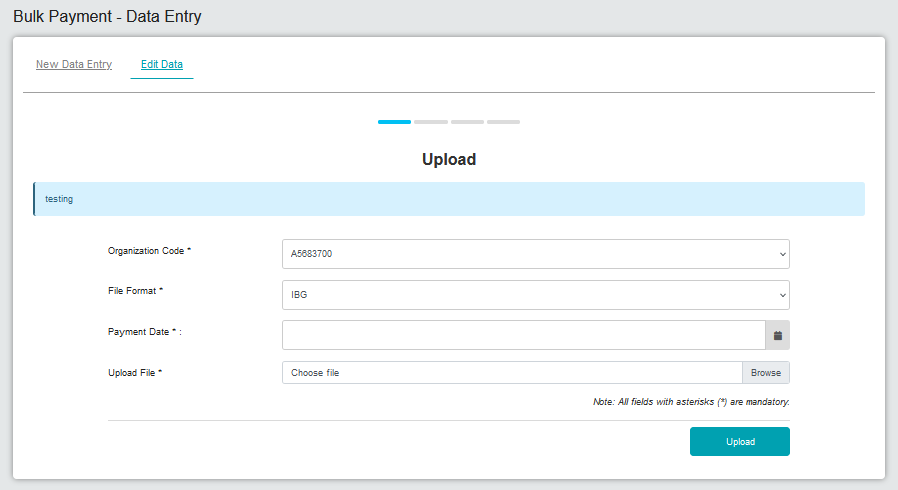 Bulk Payment - Data Entry
New Data Entry Edit Data
Upload
testing
Organization Code * A5683700
File Format * IBG
Payment Date * :
Upload File * Choose file Browse
Note: All fields with asterisks (*) are mandatory.
Upload